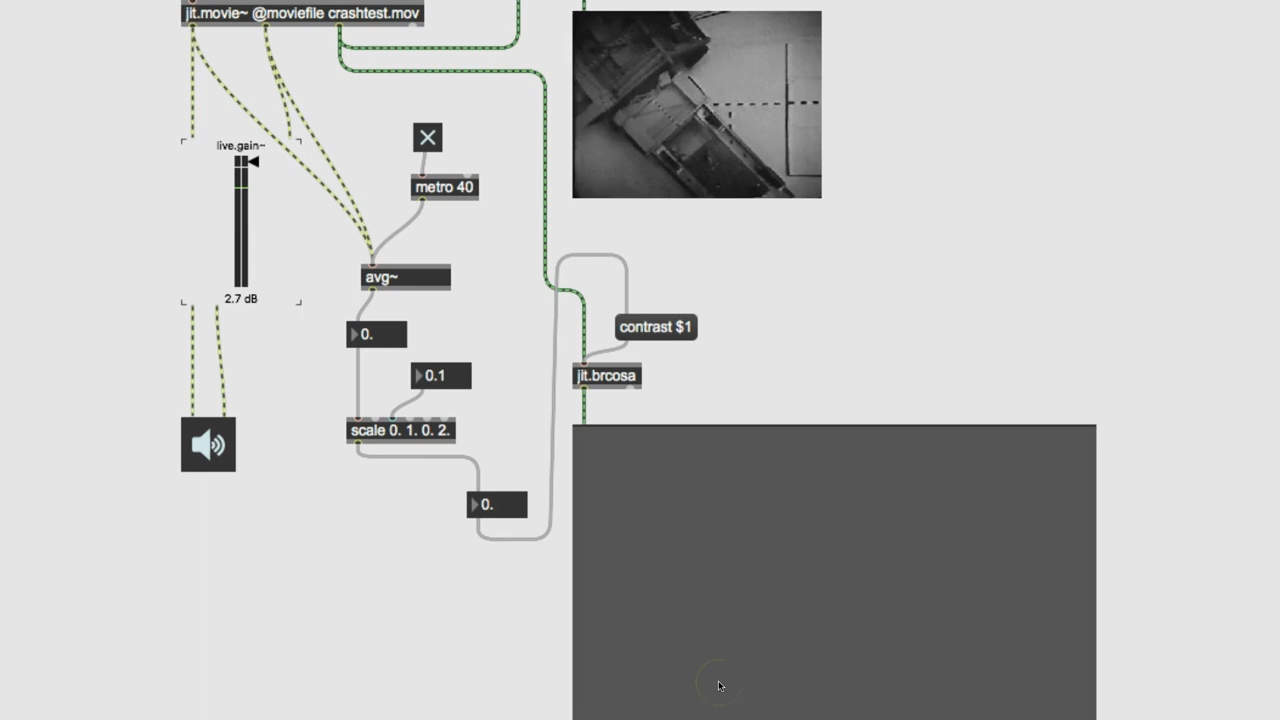 jit.movie~ @moviefile crashtest.mov
live.gain~
metro 40
avg~
2.7 dB
contrast $1
0.
0.1
jit.brcosa
scale 0. 1. 0. 2.
0.